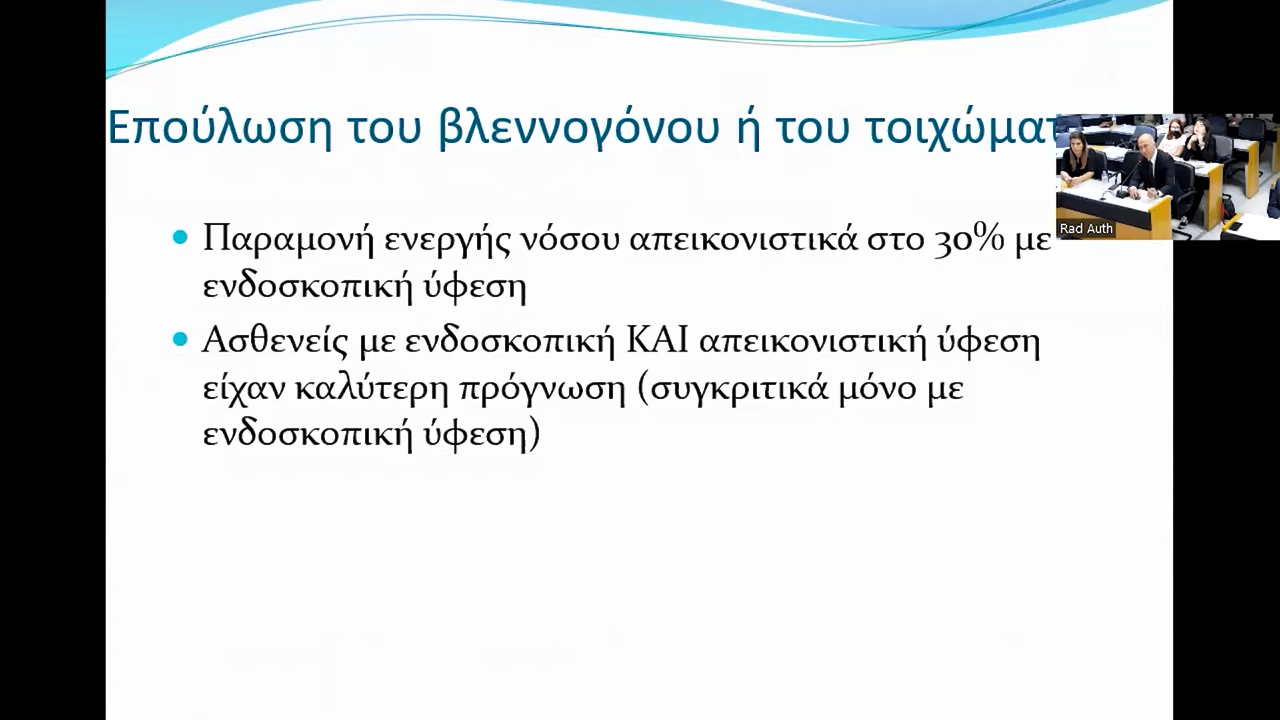 Επούλωση του βλεννογόνου ή του τοιχώματ
Παραμονή ενεργής νόσου απεικονιστικά στο 30% με
ενδοσκοπική ύφεση
Ασθενείς με ενδοσκοπική ΚΑΙ απεικονιστική ύφεση
είχαν καλύτερη πρόγνωση (συγκριτικά μόνο με
ενδοσκοπική ύφεση)
Rad Auth